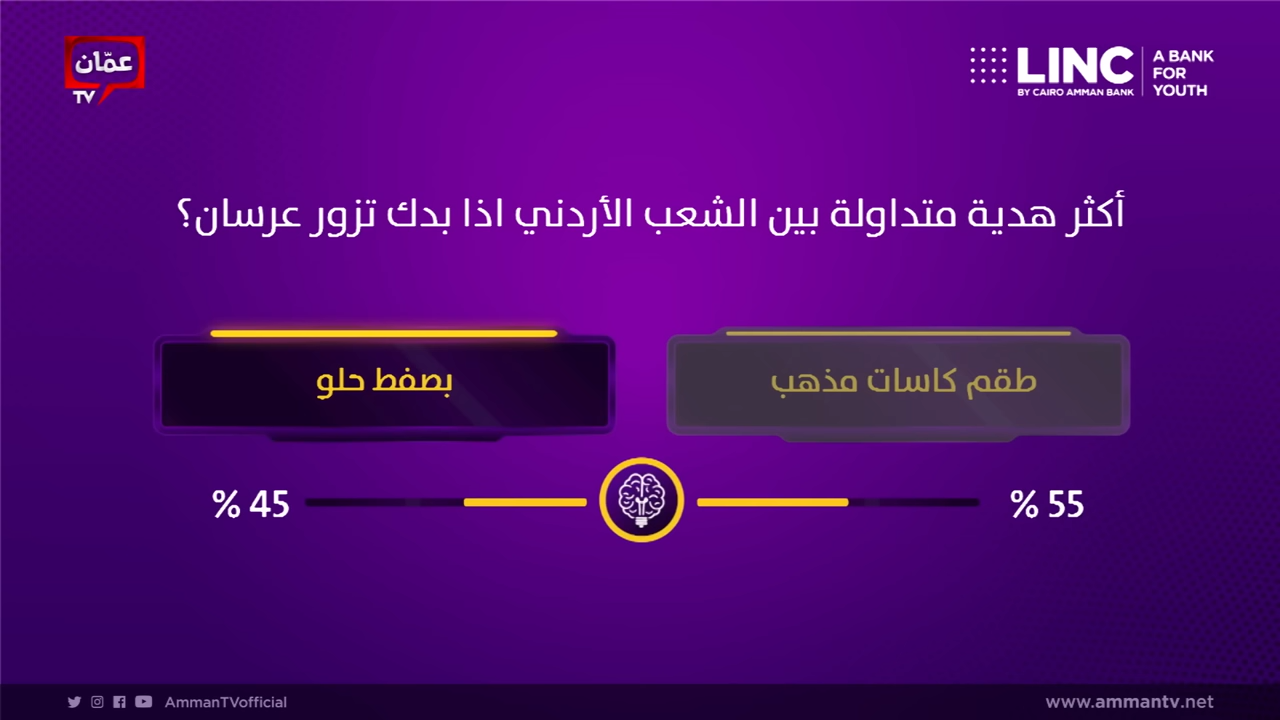 عمّان
TV
LINC
BY CAIRO AMMAN BANK
A BANK
FOR
YOUTH
أكثر هدية متداولة بين الشعب الأردني اذا بدك تزور عرسان؟
طقم كاسات مذهب
بصفط حلو
% 55
% 45
AmmanTVofficial
www.ammantv.net